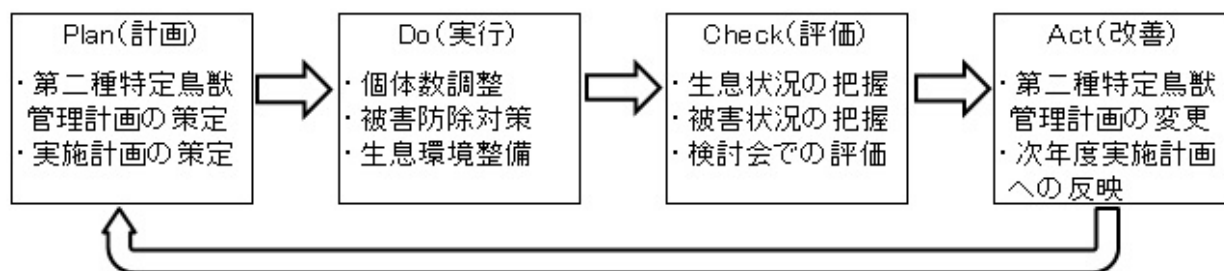 Plan(計画)
・第二種特定鳥獣
管理計画の策定
・実施計画の策定
Do(実行)
・個体数調整
・被害防除対策
・生息環境整備
Check(評価)
・生息状況の把握
・被害状況の把握
・検討会での評価
Act(改善)
・第二種特定鳥獣
管理計画の変更
・次年度実施計画
への反映